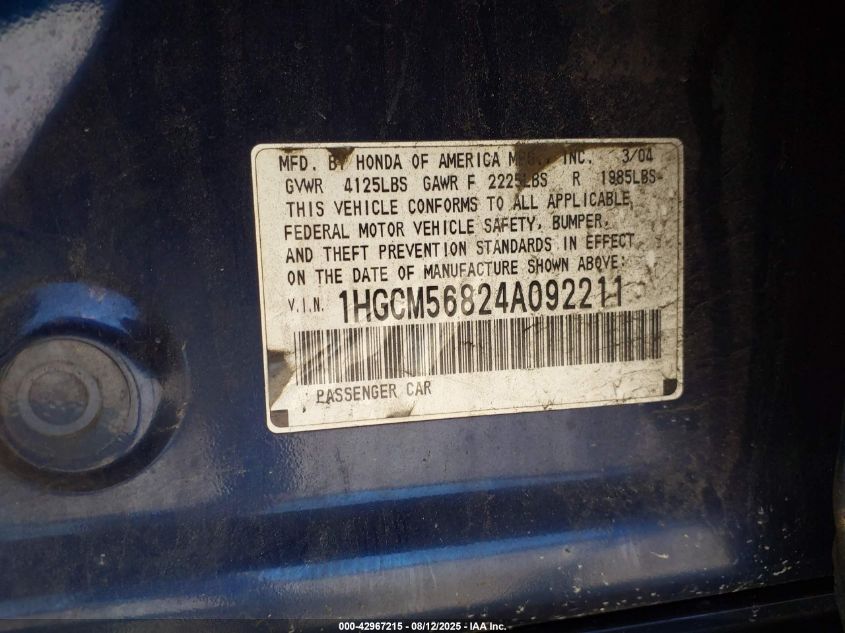 MFD. BY HONDA OF AMERICA MFG., INC. 3/04
GVWR 4125LBS GAWR F 2225LBS R 1985LBS
THIS VEHICLE CONFORMS TO ALL APPLICABLE
FEDERAL MOTOR VEHICLE SAFETY, BUMPER,
AND THEFT PREVENTION STANDARDS IN EFFECT
ON THE DATE OF MANUFACTURE SHOWN ABOVE:
V.I.N. 1HGCM56824A092211
PASSENGER CAR
000-42967215 - 08/12/2025 - IAA Inc.